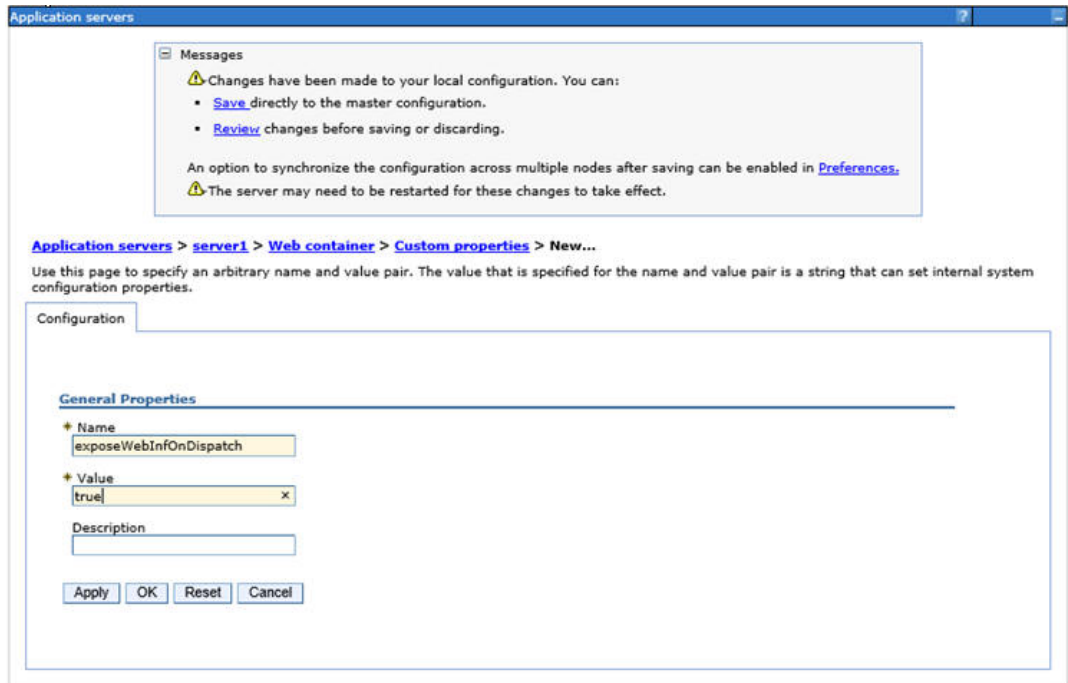 Application servers
?
Messages
Changes have been made to your local configuration. You can:
Save directly to the master configuration.
Review changes before saving or discarding.
An option to synchronize the configuration across multiple nodes after saving can be enabled in Preferences.
The server may need to be restarted for these changes to take effect.
Application servers > server1 > Web container > Custom properties > New...
Use this page to specify an arbitrary name and value pair. The value that is specified for the name and value pair is a string that can set internal system
configuration properties.
Configuration
General Properties
Name
exposeWebInfOnDispatch
Value
true
Description
Apply OK Reset Cancel